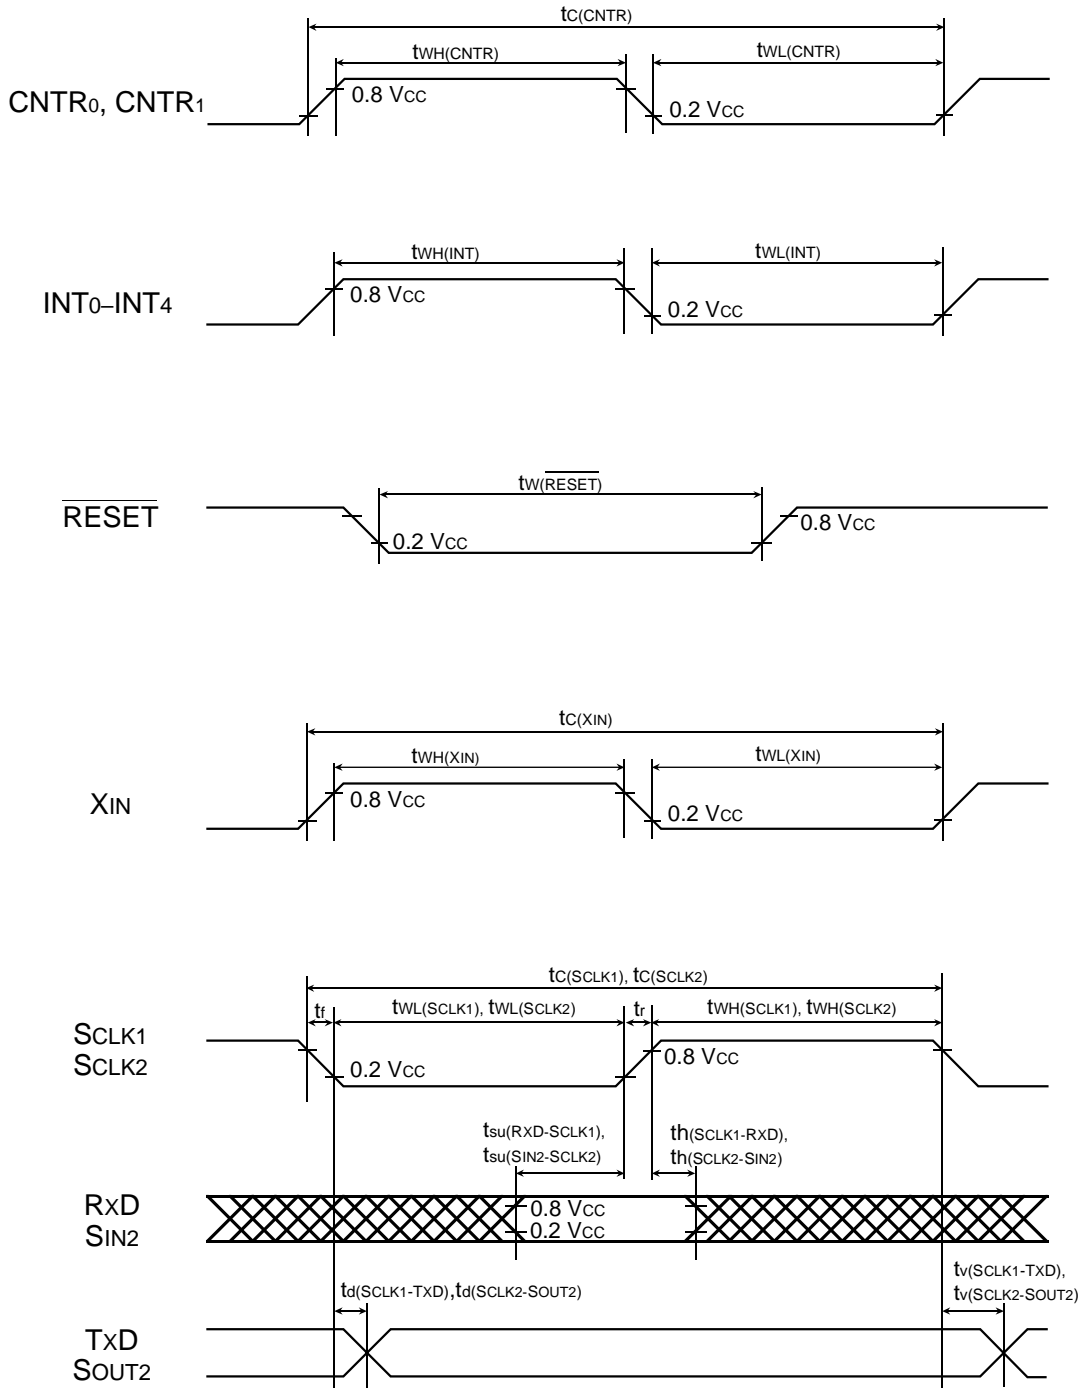 tC(CNTR)
tWH(CNTR)
tWL(CNTR)
CNTR0, CNTR1
0.8 VCC
0.2 VCC
tWH(INT)
tWL(INT)
INT0–INT4
0.8 VCC
0.2 VCC
tW(RESET)
RESET
0.2 VCC
0.8 VCC
tC(XIN)
tWH(XIN)
tWL(XIN)
XIN
0.8 VCC
0.2 VCC
tC(SCLK1), tC(SCLK2)
tf
tWL(SCLK1), tWL(SCLK2)
tr
tWH(SCLK1), tWH(SCLK2)
SCLK1
SCLK2
0.2 VCC
0.8 VCC
tsu(RXD-SCLK1),
tsu(SIN2-SCLK2)
th(SCLK1-RXD),
th(SCLK2-SIN2)
RXD
SIN2
0.8 VCC
0.2 VCC
td(SCLK1-TXD),td(SCLK2-SOUT2)
tv(SCLK1-TXD),
tv(SCLK2-SOUT2)
TXD
SOUT2